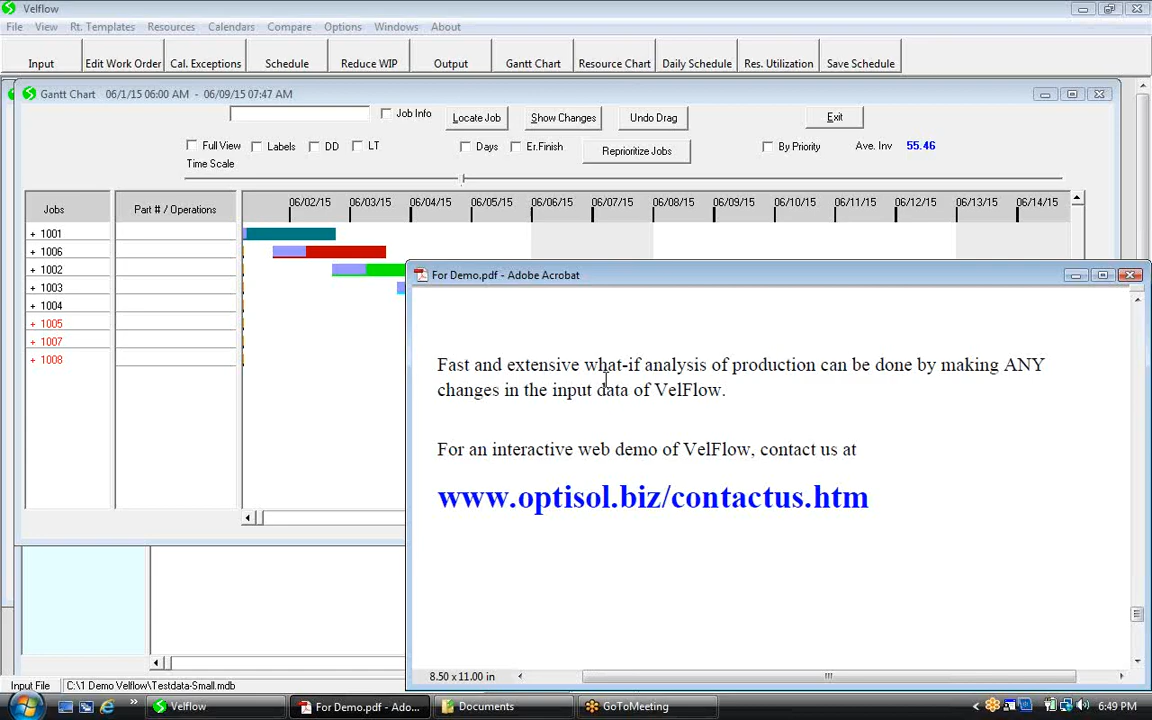 Velflow
File View Rt. Templates Resources Calendars Compare Options Windows About
Input Edit Work Order Cal. Exceptions Schedule Reduce WIP Output Gantt Chart Resource Chart Daily Schedule Res. Utilization Save Schedule
Gantt Chart 06/1/15 06:00 AM - 06/09/15 07:47 AM
Job Info Locate Job Show Changes Undo Drag Exit
Full View Labels DD LT Days Er.Finish Reprioritize Jobs By Priority Ave. Inv 55.46
Time Scale
Jobs Part # / Operations 06/02/15 06/03/15 06/04/15 06/05/15 06/06/15 06/07/15 06/08/15 06/09/15 06/10/15 06/11/15 06/12/15 06/13/15 06/14/15
+ 1001
+ 1006
+ 1002
+ 1003
+ 1004
+ 1005
+ 1007
+ 1008
For Demo.pdf - Adobe Acrobat
Fast and extensive what-if analysis of production can be done by making ANY
changes in the input data of VelFlow.
For an interactive web demo of VelFlow, contact us at
www.optisol.biz/contactus.htm
8.50 x 11.00 in
Input File C:\1 Demo Velflow\Testdata-Small.mdb
Velflow For Demo.pdf - Adobe Acro... Documents GoToMeeting 6:49 PM